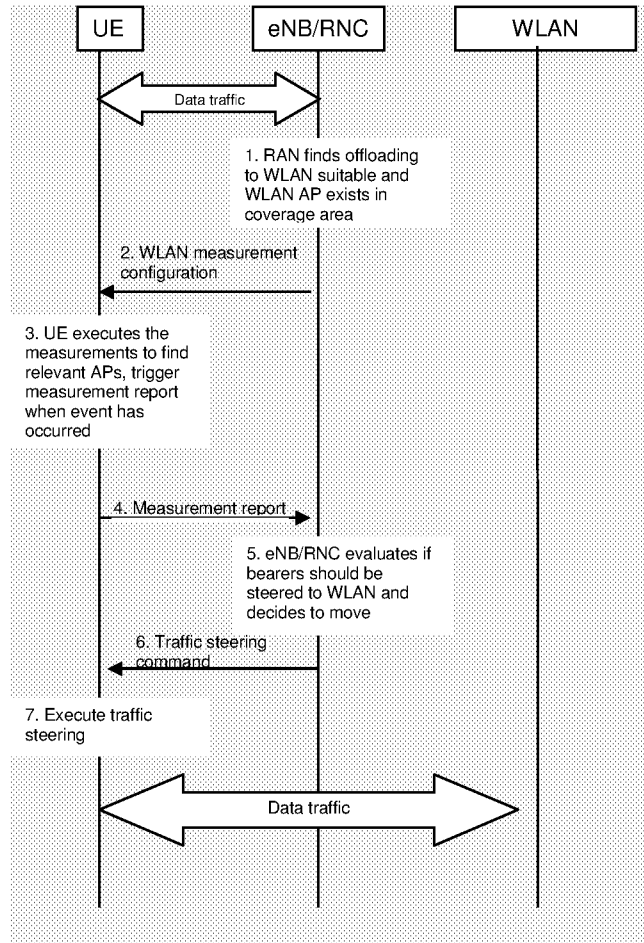 UE
eNB/RNC
WLAN
Data traffic
1. RAN finds offloading
to WLAN suitable and
WLAN AP exists in
coverage area
2. WLAN measurement
configuration
3. UE executes the
measurements to find
relevant APs, trigger
measurement report
when event has
occurred
4. Measurement report
5. eNB/RNC evaluates if
bearers should be
steered to WLAN and
decides to move
6. Traffic steering
command
7. Execute traffic
steering
Data traffic